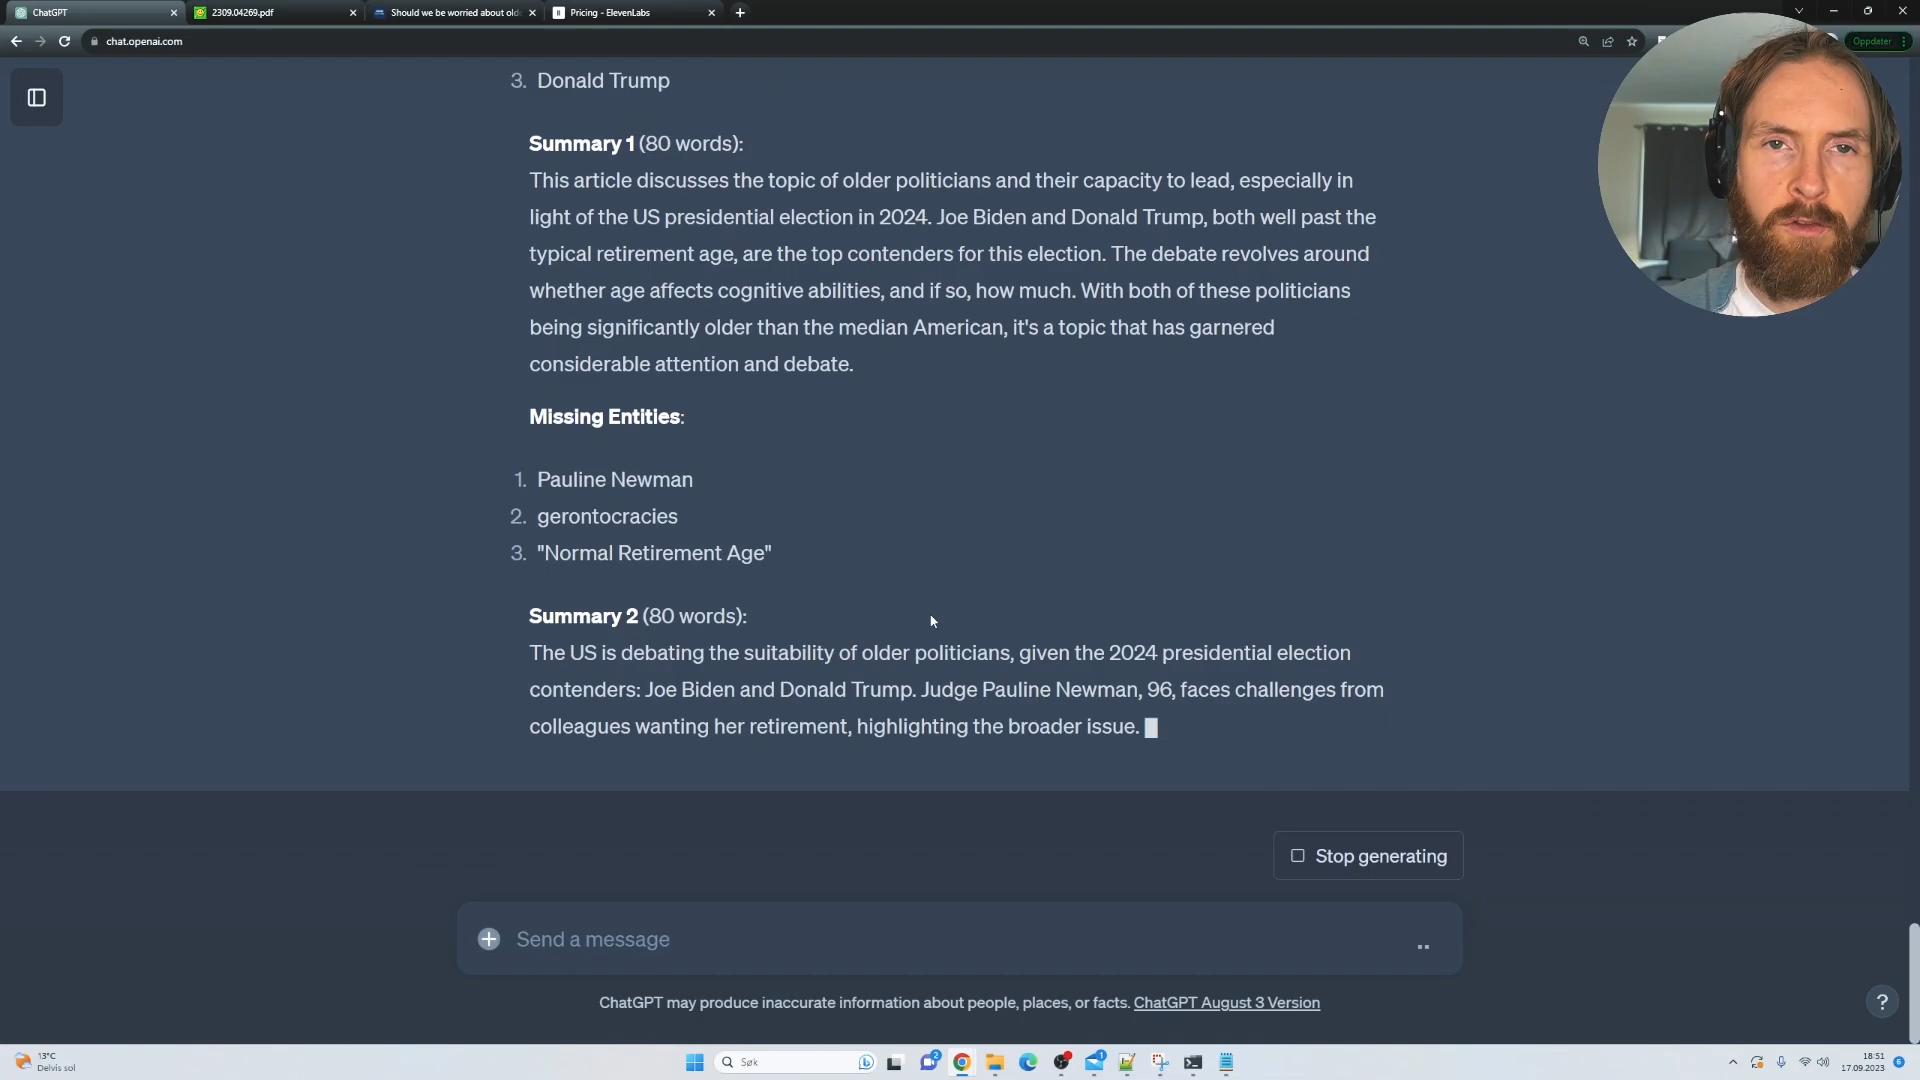 ChatGPT
2309.04269.pdf
Should we be worried about old
Pricing - ElevenLabs
chat.openai.com
Oppdater
3. Donald Trump
Summary 1 (80 words):
This article discusses the topic of older politicians and their capacity to lead, especially in
light of the US presidential election in 2024. Joe Biden and Donald Trump, both well past the
typical retirement age, are the top contenders for this election. The debate revolves around
whether age affects cognitive abilities, and if so, how much. With both of these politicians
being significantly older than the median American, it's a topic that has garnered
considerable attention and debate.
Missing Entities:
1. Pauline Newman
2. gerontocracies
3. "Normal Retirement Age"
Summary 2 (80 words):
The US is debating the suitability of older politicians, given the 2024 presidential election
contenders: Joe Biden and Donald Trump. Judge Pauline Newman, 96, faces challenges from
colleagues wanting her retirement, highlighting the broader issue.
Stop generating
Send a message
ChatGPT may produce inaccurate information about people, places, or facts. ChatGPT August 3 Version
?
13°C
Delvis sol
Søk
2
1
18:51
17.09.2023
6